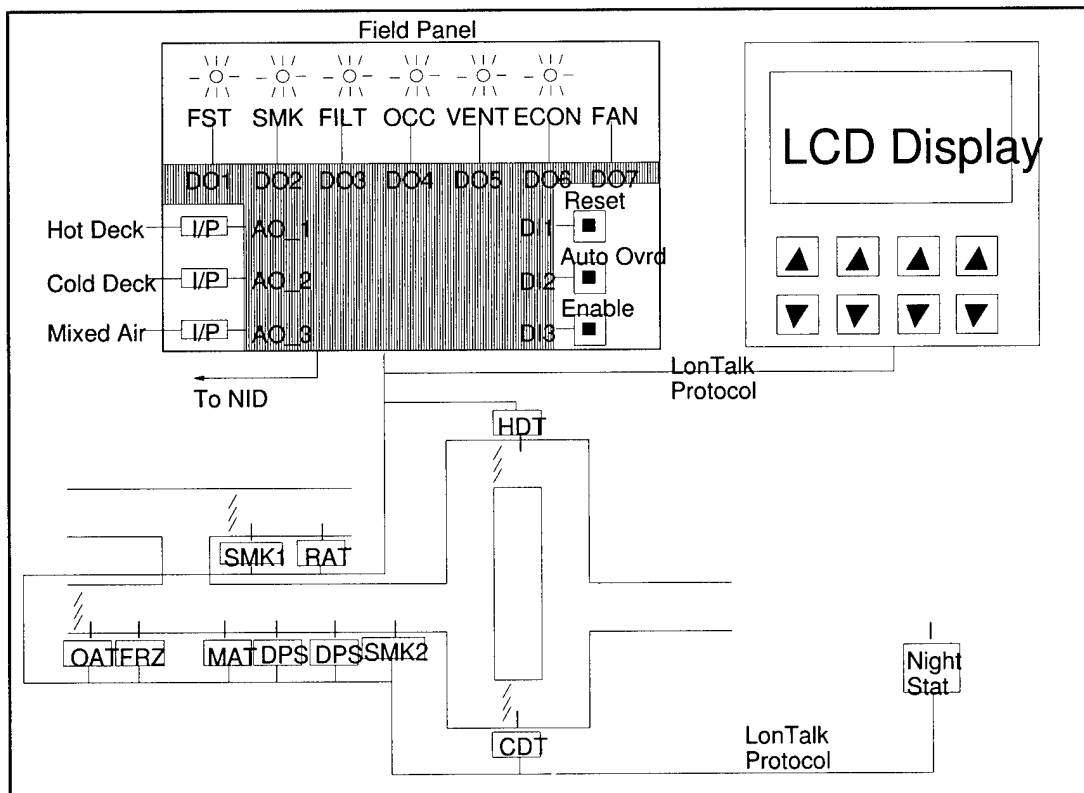 Field Panel
FST SMK FILT OCC VENT ECON FAN
DO1 DO2 DO3 DO4 DO5 DO6 DO7
Reset
Hot Deck I/P AO_1 DI1
Auto Ovrd
Cold Deck I/P AO_2 DI2
Enable
Mixed Air I/P AO_3 DI3
LCD Display
To NID
LonTalk
Protocol
HDT
SMK1 RAT
OAT FRZ MAT DPS DPS SMK2
Night
Stat
CDT
LonTalk
Protocol